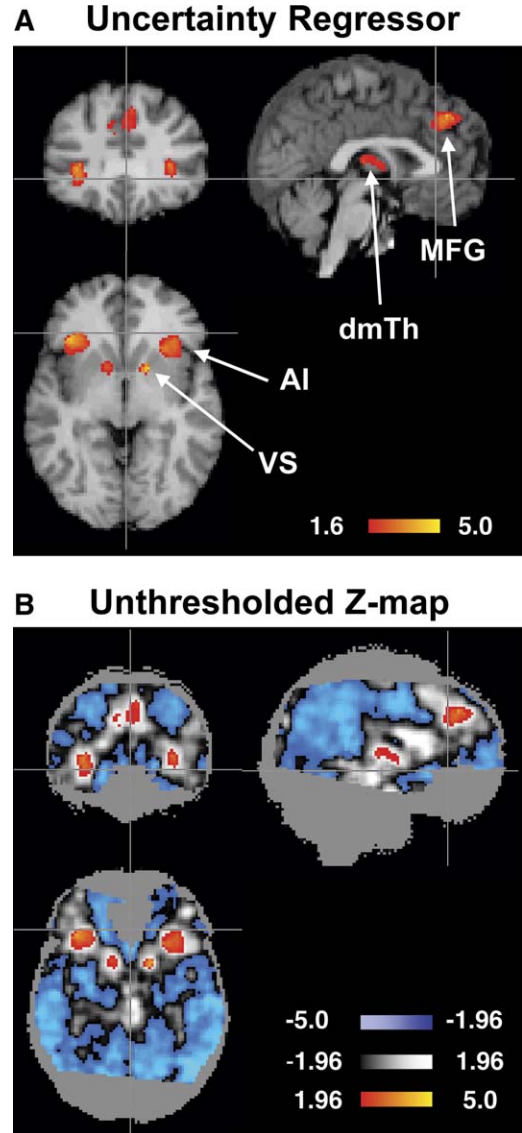 A Uncertainty Regressor
MFG
dmTh
AI
VS
1.6 5.0
B Unthresholded Z-map
-5.0 -1.96
-1.96 1.96
1.96 5.0